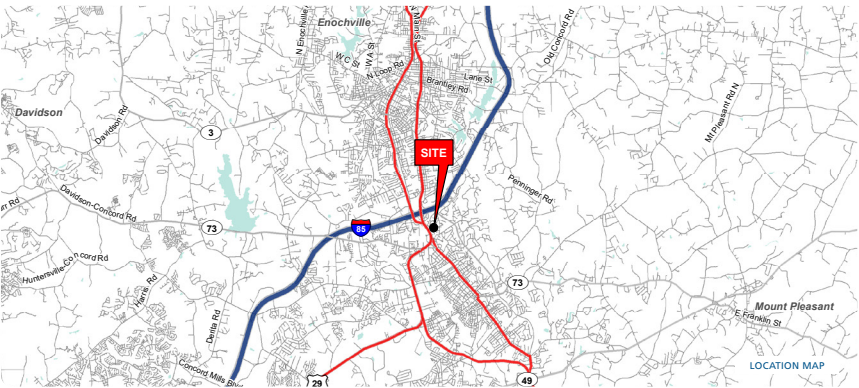 Enochville
N Enochville
N Main St
W C St
W A St
N Loop Rd
Lane St
Brantley Rd
Old Concord Rd
Mt Pleasant Rd N
Davidson
Davidson Rd
3
SITE
Penninger Rd
Davidson-Concord Rd
73
85
Huntersville-Concord Rd
Harris Rd
73
Mount Pleasant
E Franklin St
Derita Rd
Concord Mills
LOCATION MAP
29
49